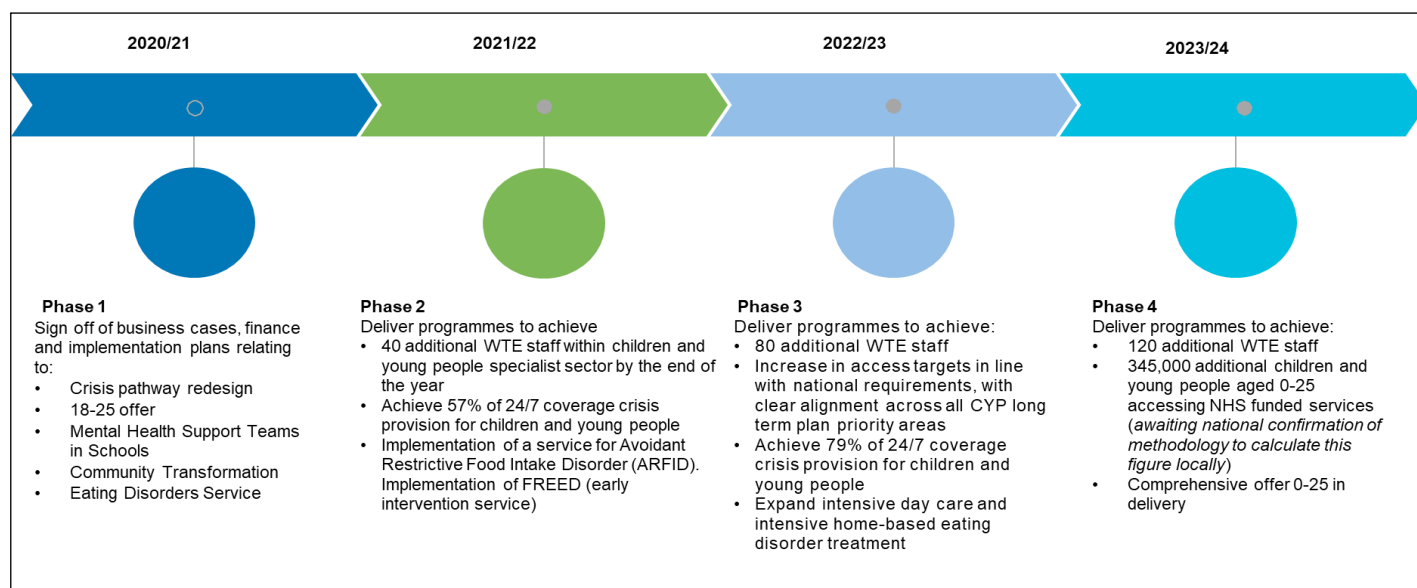 2020/21
2021/22
2022/23
2023/24
Phase 1
Sign off of business cases, finance
and implementation plans relating
to:
• Crisis pathway redesign
• 18-25 offer
• Mental Health Support Teams
in Schools
• Community Transformation
• Eating Disorders Service
Phase 2
Deliver programmes to achieve
• 40 additional WTE staff within children and
young people specialist sector by the end of
the year
• Achieve 57% of 24/7 coverage crisis
provision for children and young people
• Implementation of a service for Avoidant
Restrictive Food Intake Disorder (ARFID).
Implementation of FREED (early
intervention service)
Phase 3
Deliver programmes to achieve:
• 80 additional WTE staff
• Increase in access targets in line
with national requirements, with
clear alignment across all CYP long
term plan priority areas
• Achieve 79% of 24/7 coverage
crisis provision for children and
young people
• Expand intensive day care and
intensive home-based eating
disorder treatment
Phase 4
Deliver programmes to achieve:
• 120 additional WTE staff
• 345,000 additional children and
young people aged 0-25
accessing NHS funded services
(awaiting national confirmation of
methodology to calculate this
figure locally)
• Comprehensive offer 0-25 in
delivery